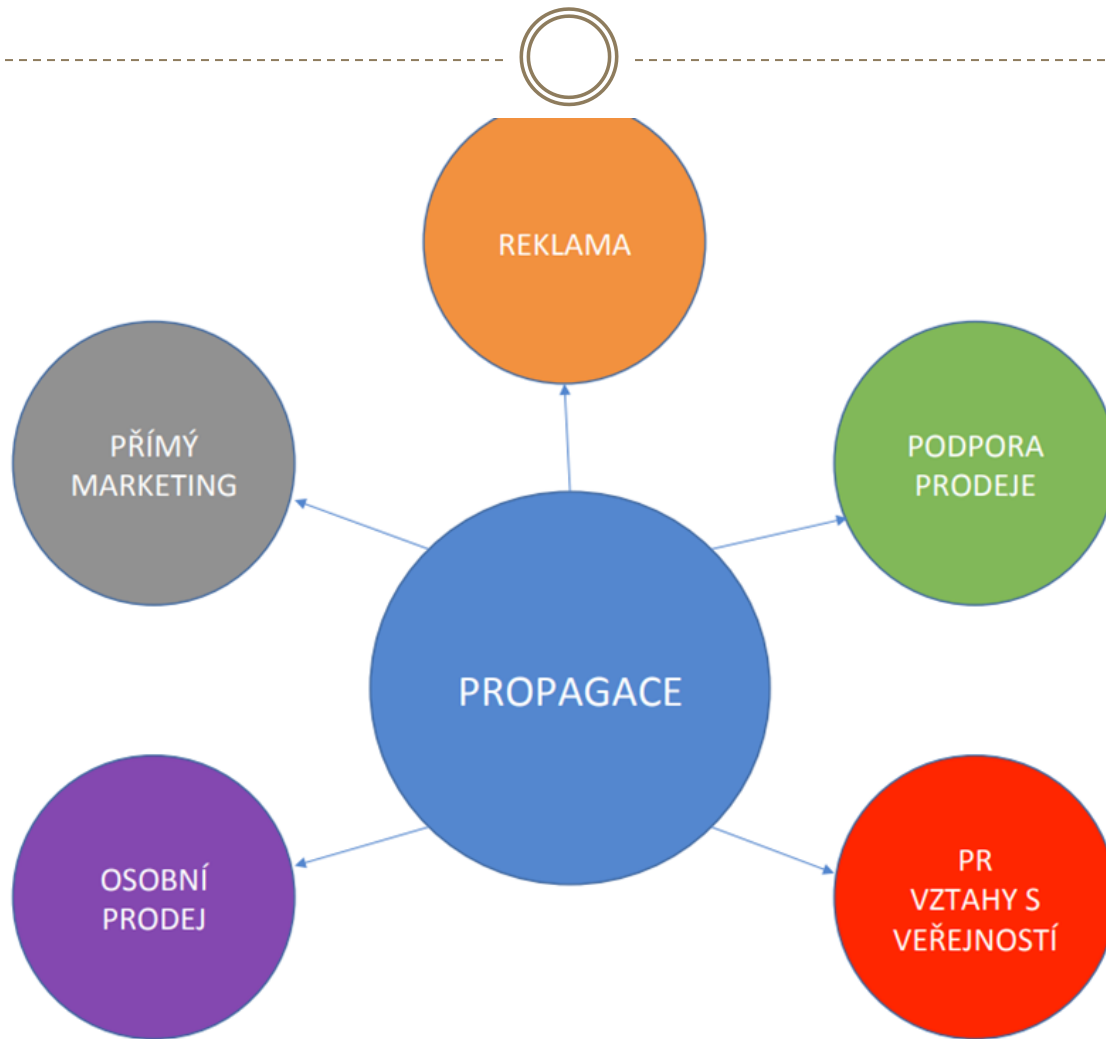 REKLAMA
PŘÍMÝ
MARKETING
PODPORA
PRODEJE
PROPAGACE
OSOBNÍ
PRODEJ
PR
VZTAHY S
VEŘEJNOSTÍ